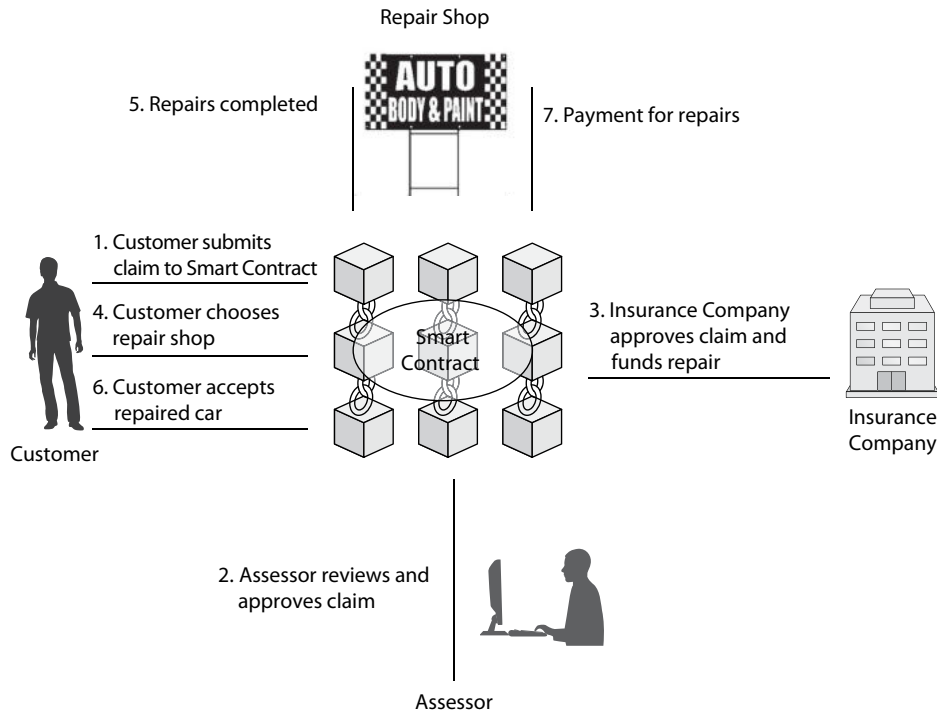 Repair Shop
AUTO
BODY & PAINT
5. Repairs completed
7. Payment for repairs
1. Customer submits
claim to Smart Contract
4. Customer chooses
repair shop
6. Customer accepts
repaired car
Customer
Smart
Contract
3. Insurance Company
approves claim and
funds repair
Insurance
Company
2. Assessor reviews and
approves claim
Assessor